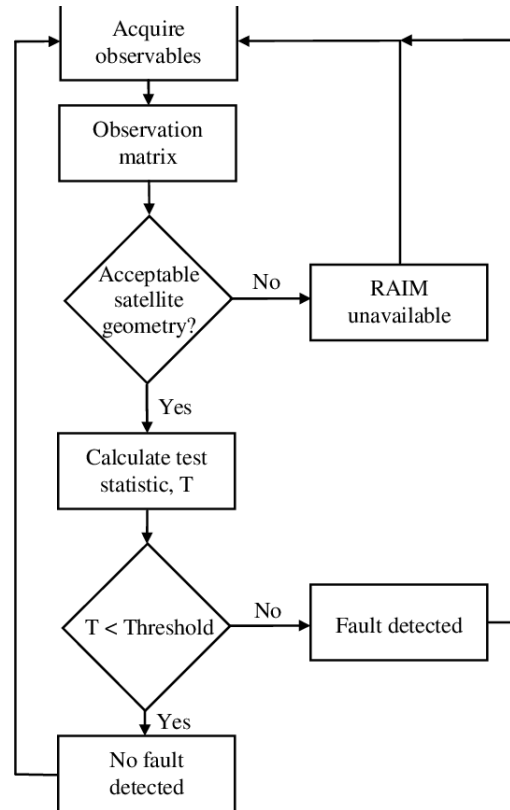 Acquire
observables
Observation
matrix
Acceptable
satellite
geometry?
No
RAIM
unavailable
Yes
Calculate test
statistic, T
T < Threshold
No
Fault detected
Yes
No fault
detected